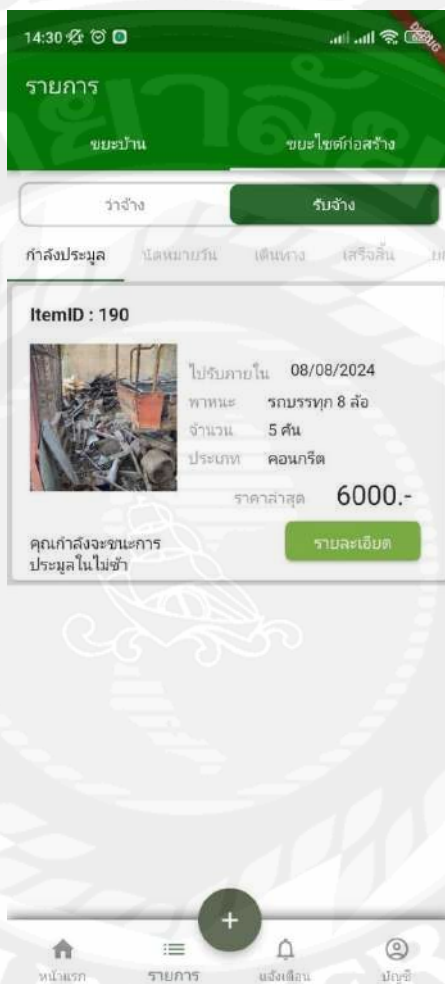 14:30
DEBUG
รายการ
ขยะบ้าน ขยะไซต์ก่อสร้าง
ว่าจ้าง รับจ้าง
กำลังประมูล นัดหมายวัน เดินทาง เสร็จสิ้น
ItemID : 190
ไปรับภายใน 08/08/2024
พาหนะ รถบรรทุก 8 ล้อ
จำนวน 5 คัน
ประเภท คอนกรีต
ราคาล่าสุด 6000.-
คุณกำลังจะชนะการ
ประมูลในไม่ช้า
รายละเอียด
+
หน้าแรก รายการ แจ้งเตือน บัญชี